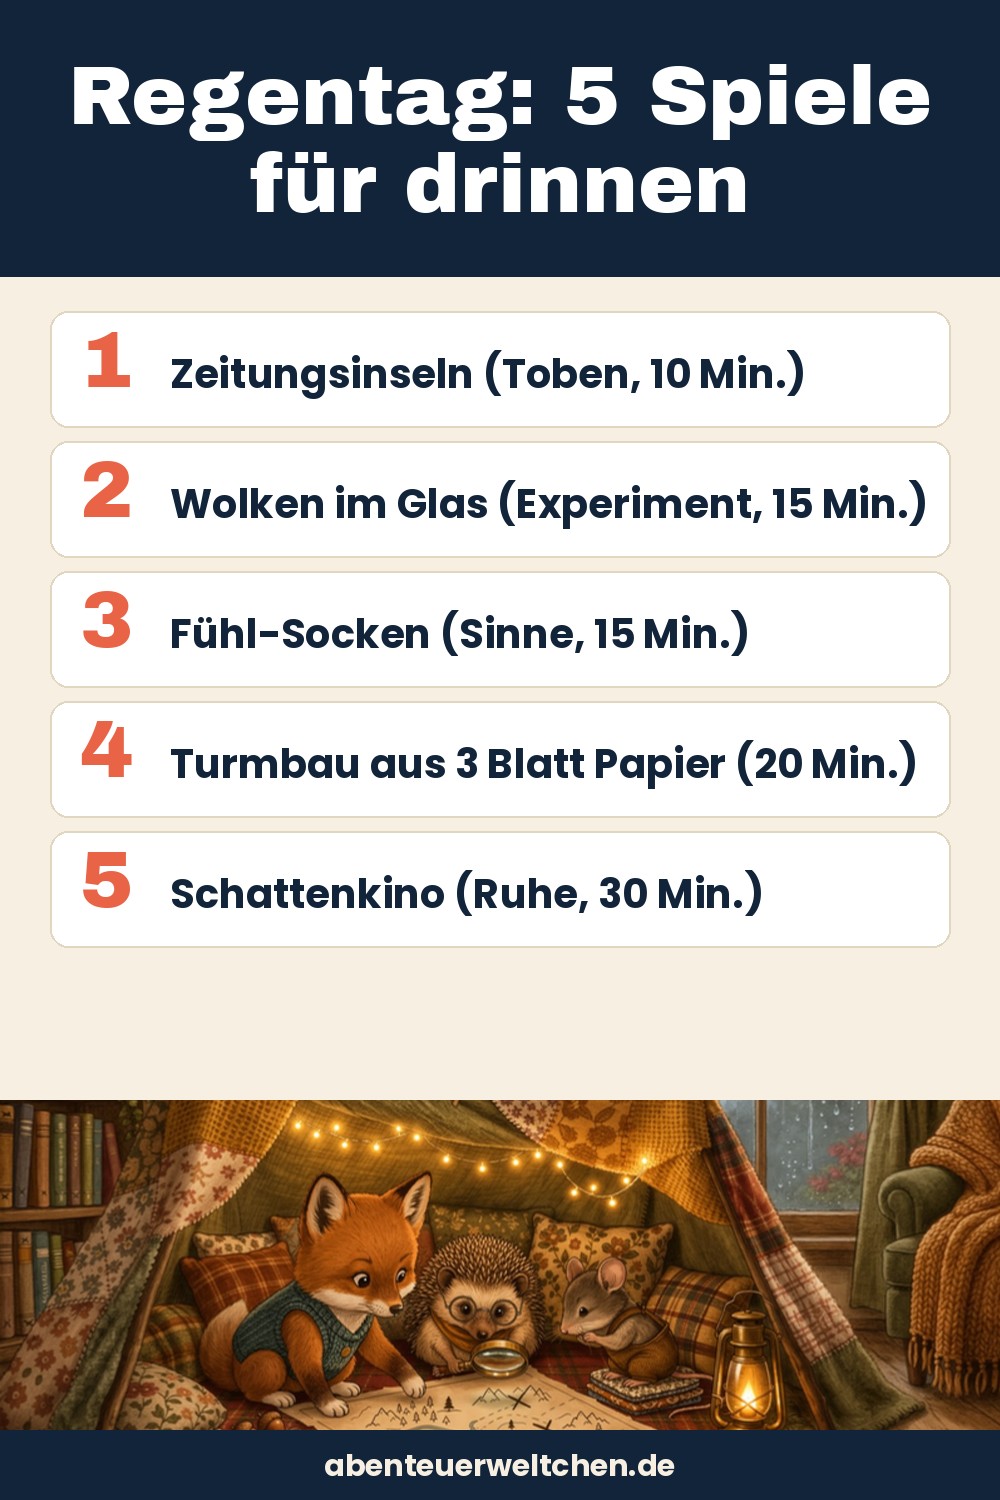 Regentag: 5 Spiele
für drinnen
1 Zeitungsinseln (Toben, 10 Min.)
2 Wolken im Glas (Experiment, 15 Min.)
3 Fühl-Socken (Sinne, 15 Min.)
4 Turmbau aus 3 Blatt Papier (20 Min.)
5 Schattenkino (Ruhe, 30 Min.)
abenteuerweltchen.de